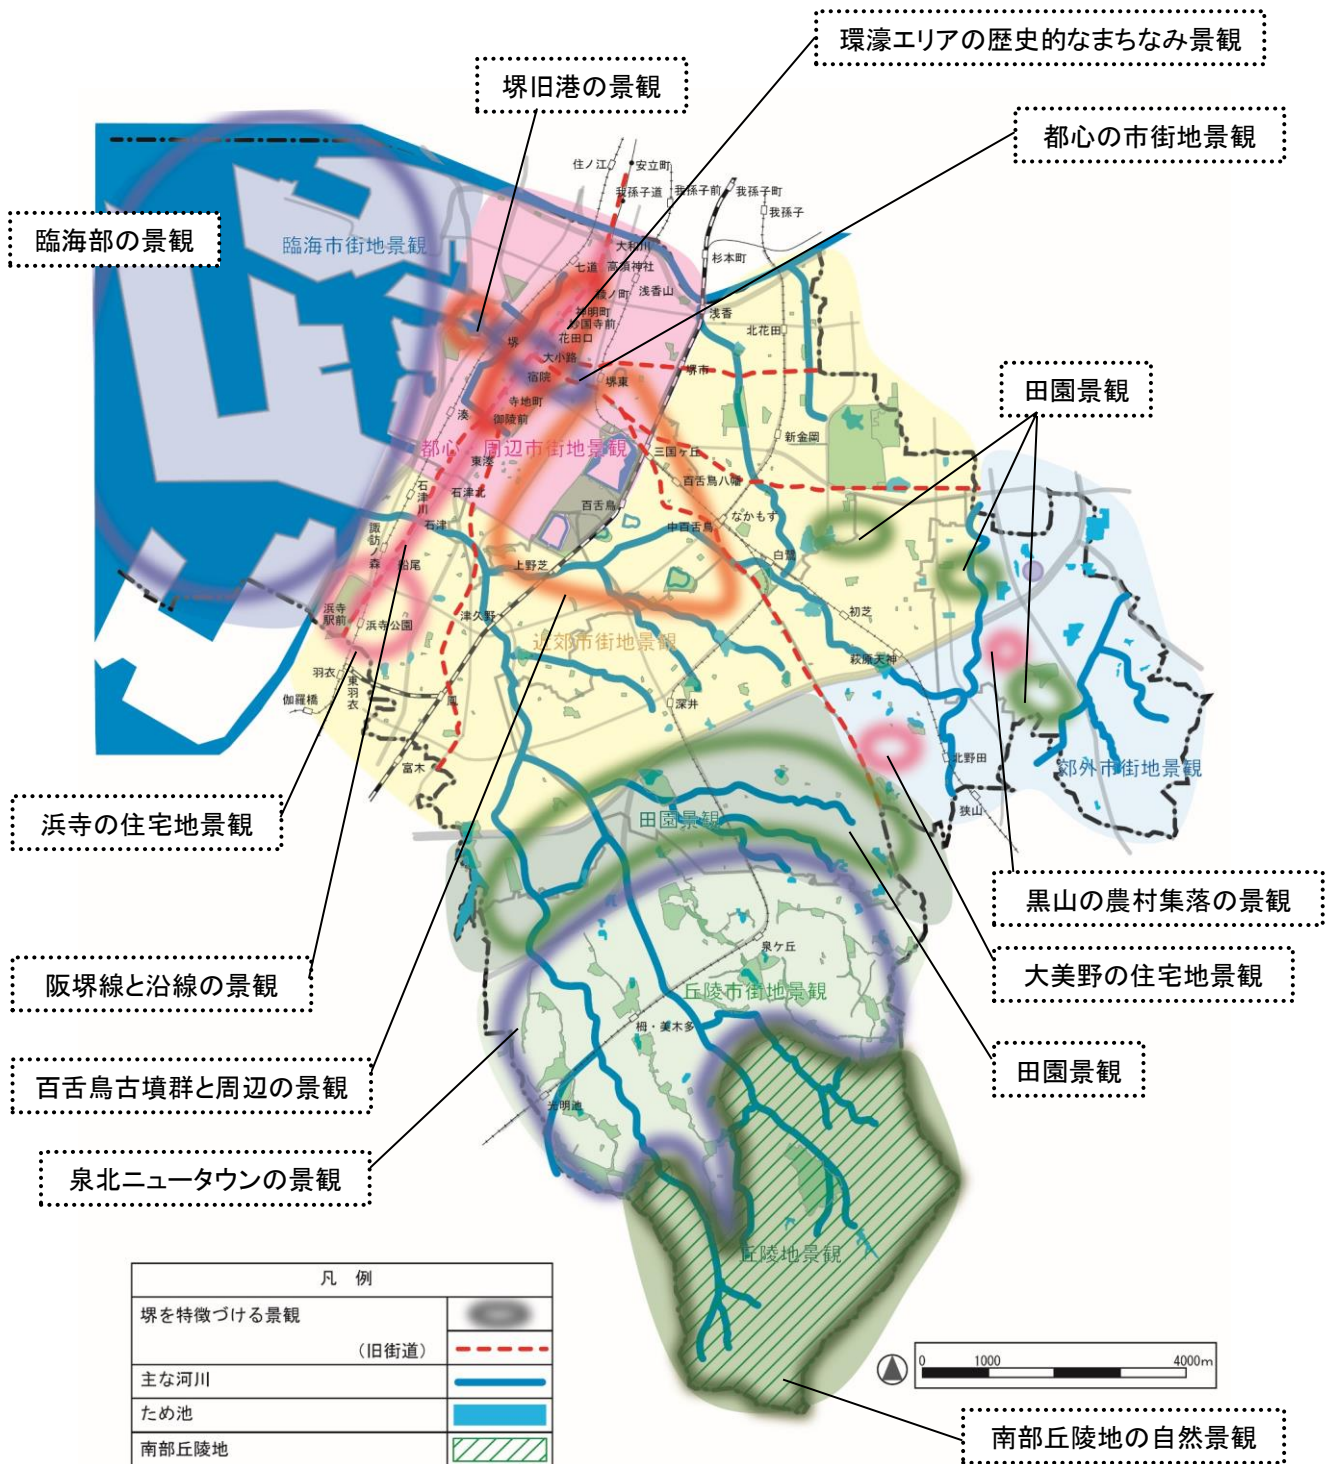 環濠エリアの歴史的なまちなみ景観
堺旧港の景観
都心の市街地景観
臨海部の景観
臨海市街地景観
住ノ江
安立町
我孫子道
我孫子前
我孫子町
我孫子
大和川
杉本町
七道
高須神社
綾ノ町
浅香山
神明町
妙国寺前
浅香
花田口
北花田
堺
大小路
宿院
堺東
堺市
田園景観
寺地町
湊
御陵前
新金岡
都心・周辺市街地景観
三国ヶ丘
東湊
百舌鳥八幡
石津川
石津北
百舌鳥
なかもず
石津
中百舌鳥
諏訪ノ森
船尾
上野芝
白鷺
浜寺駅前
浜寺公園
津久野
初芝
近郊市街地景観
萩原天神
羽衣
東羽衣
伽羅橋
鳳
深井
北野田
富木
郊外市街地景観
狭山
浜寺の住宅地景観
田園景観
黒山の農村集落の景観
泉ケ丘
大美野の住宅地景観
阪堺線と沿線の景観
丘陵市街地景観
栂・美木多
田園景観
百舌鳥古墳群と周辺の景観
光明池
泉北ニュータウンの景観
丘陵地景観
凡 例
堺を特徴づける景観
(旧街道)
主な河川
ため池
南部丘陵地
0 1000 4000m
南部丘陵地の自然景観